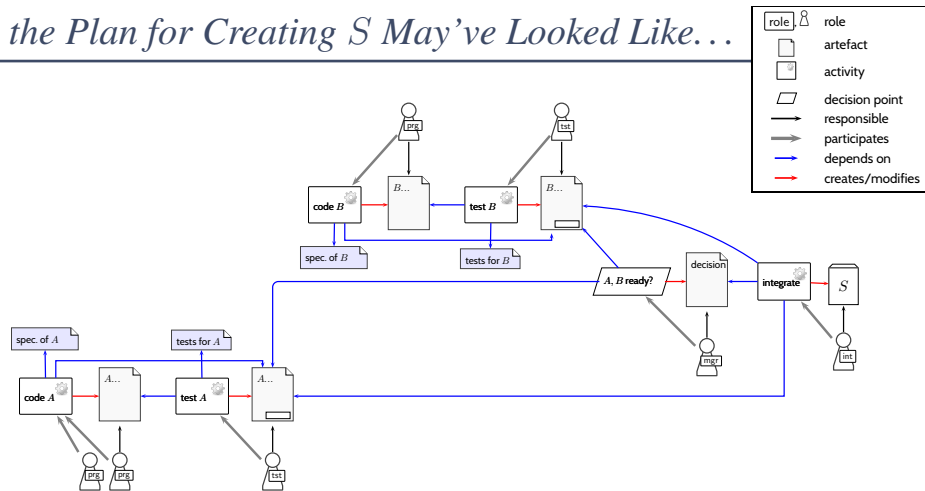 the Plan for Creating S May've Looked Like...
role , role
artefact
activity
decision point
responsible
participates
depends on
creates/modifies
prg
tst
B...
B...
code B
test B
spec. of B
tests for B
decision
A, B ready?
integrate
S
mgr
int
spec. of A
tests for A
A...
A...
code A
test A
prg
prg
tst